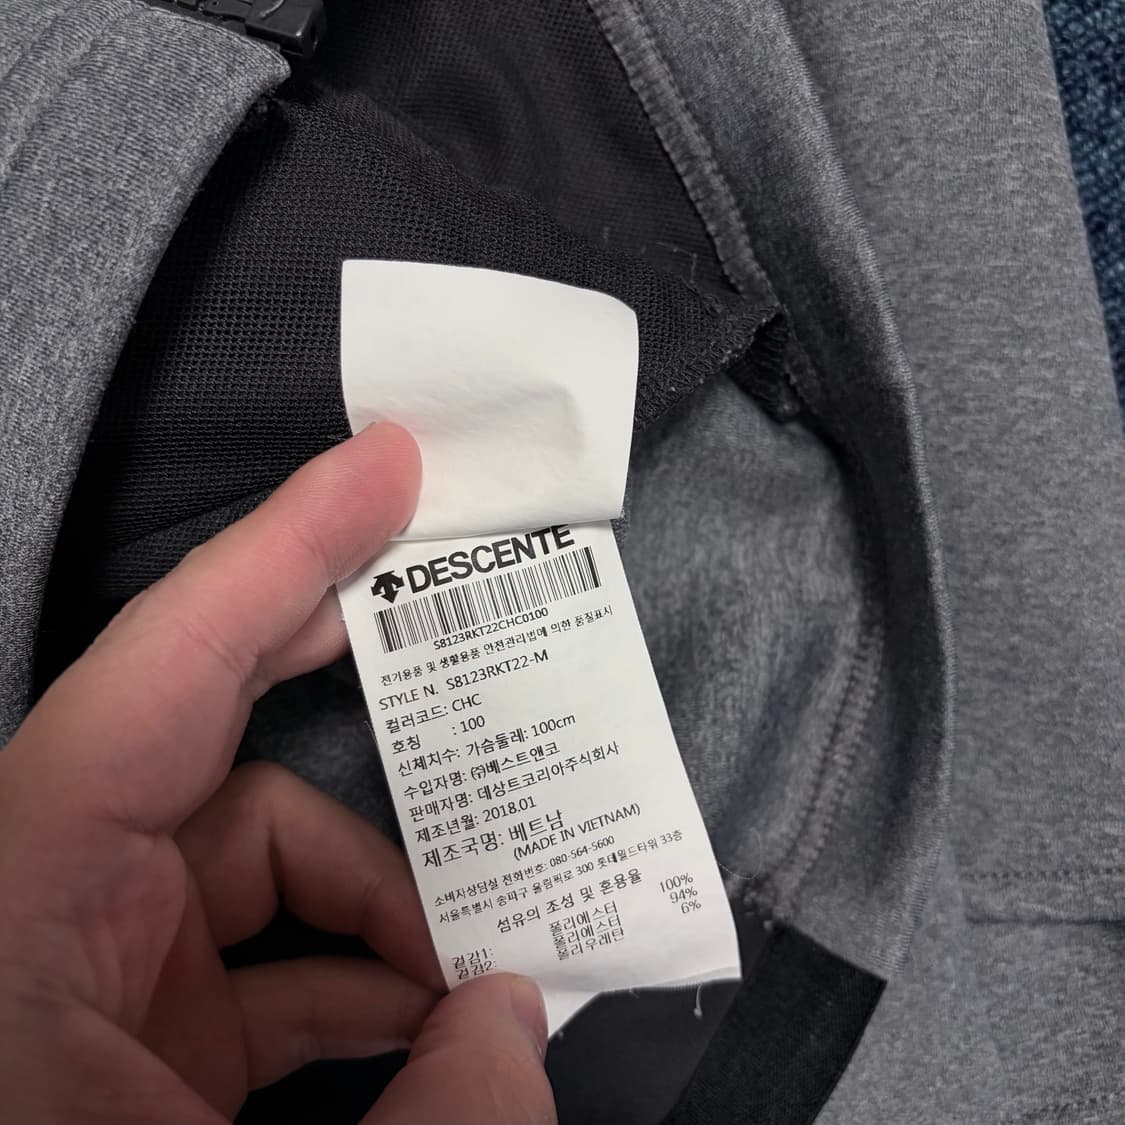 DESCENTE
S8123RKT22CHC0100
전기용품 및 생활용품 안전관리법에 의한 품질표시
STYLE N. S8123RKT22-M
컬러코드: CHC
호칭 : 100
신체치수: 가슴둘레: 100cm
수입자명: (주)베스트앤코
판매자명: 데상트코리아주식회사
제조년월: 2018.01
제조국명: 베트남
(MADE IN VIETNAM)
소비자상담실 전화번호: 080-564-5600
서울특별시 송파구 올림픽로 300 롯데월드타워 33층
섬유의 조성 및 혼용율
겉감1: 폴리에스터 100%
겉감2: 폴리에스터 94%
폴리우레탄 6%